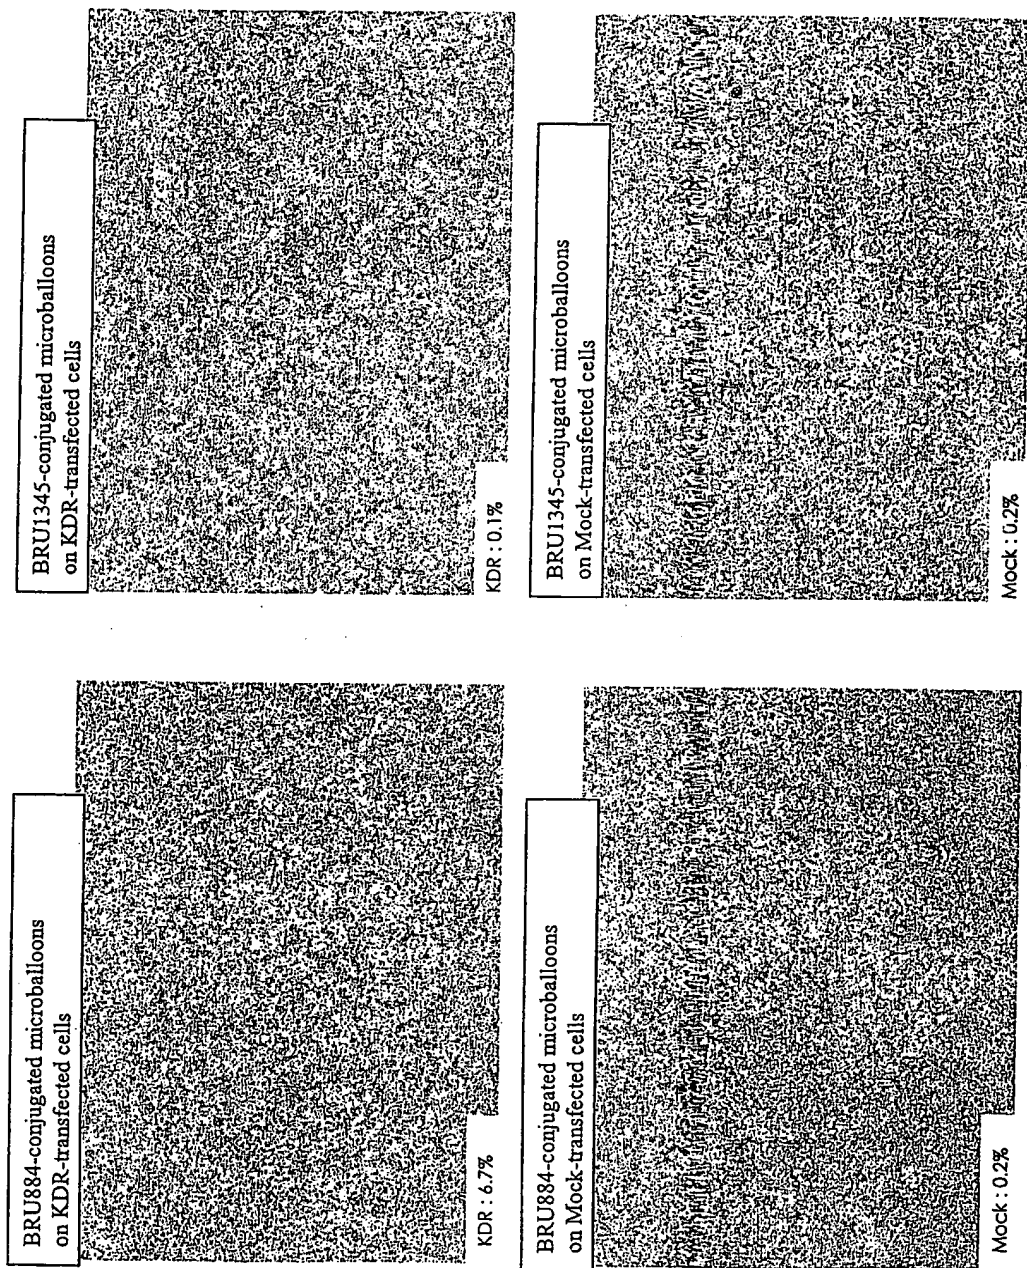 BRU884-conjugated microballoons
on KDR-transfected cells
KDR : 6.7%
BRU884-conjugated microballoons
on Mock-transfected cells
Mock : 0.2%
BRU1345-conjugated microballoons
on KDR-transfected cells
KDR : 0.1%
BRU1345-conjugated microballoons
on Mock-transfected cells
Mock : 0.2%